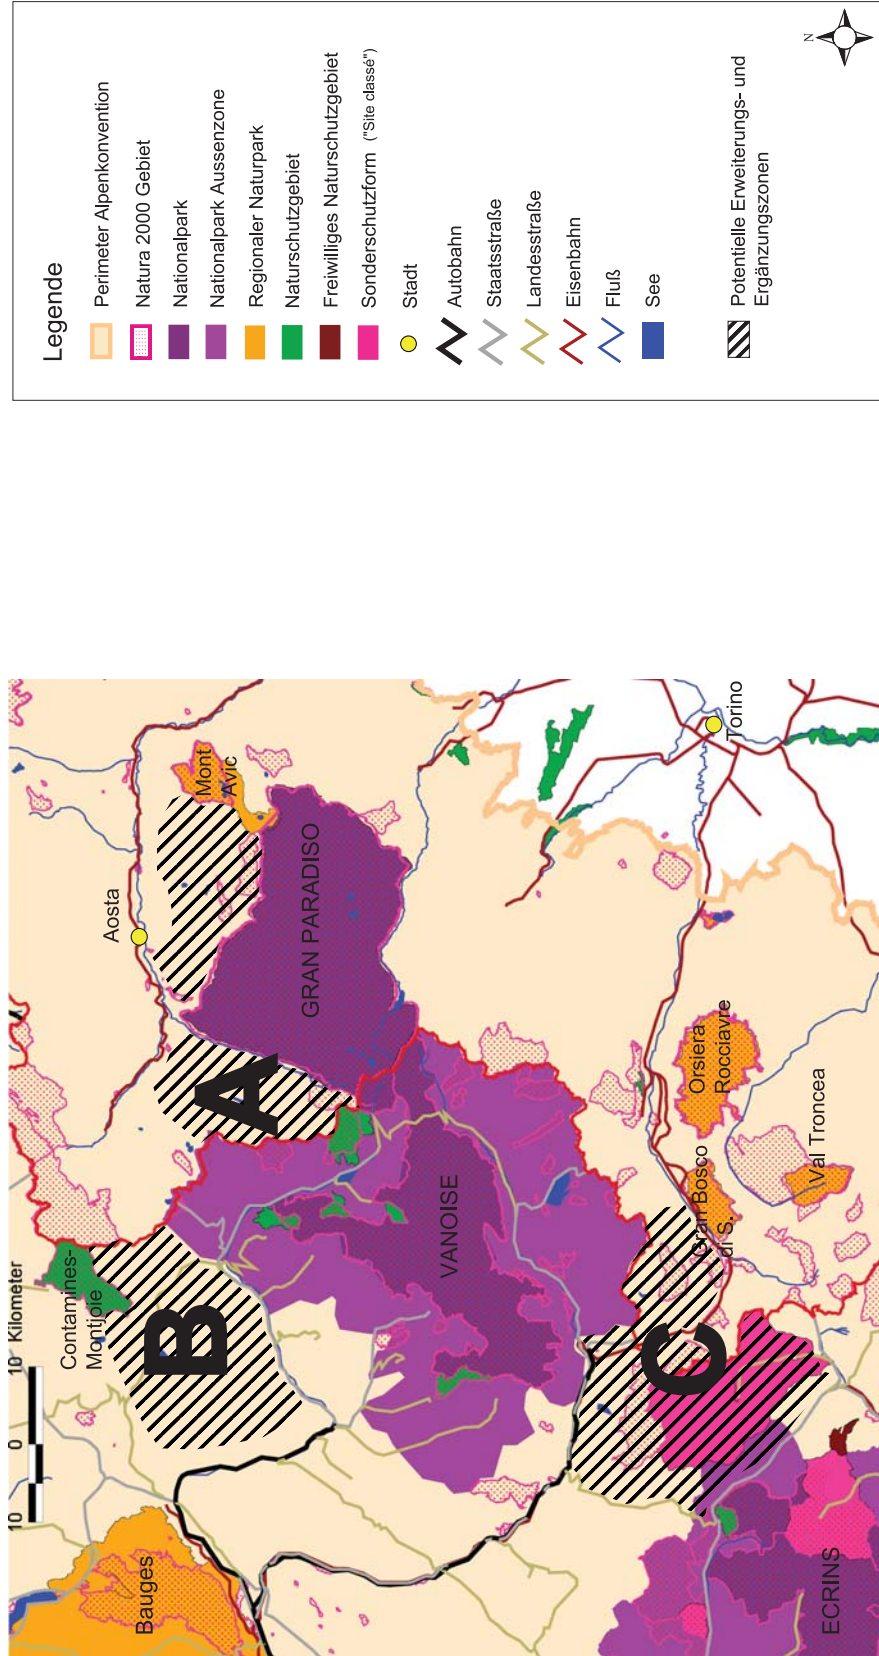 10 0 10 Kilometer
Bauges
Contamines-
Montjoie
Aosta
Mont
Avic
B
A
GRAN PARADISO
VANOISE
C
Gran Bosco
di S.
Orsiera
Rocciavre
Val Troncea
Torino
ECRINS
Legende
Perimeter Alpenkonvention
Natura 2000 Gebiet
Nationalpark
Nationalpark Aussenzone
Regionaler Naturpark
Naturschutzgebiet
Freiwilliges Naturschutzgebiet
Sonderschutzform ("Site classé")
Stadt
Autobahn
Staatsstraße
Landesstraße
Eisenbahn
Fluß
See
Potentielle Erweiterungs- und
Ergänzungszonen
N